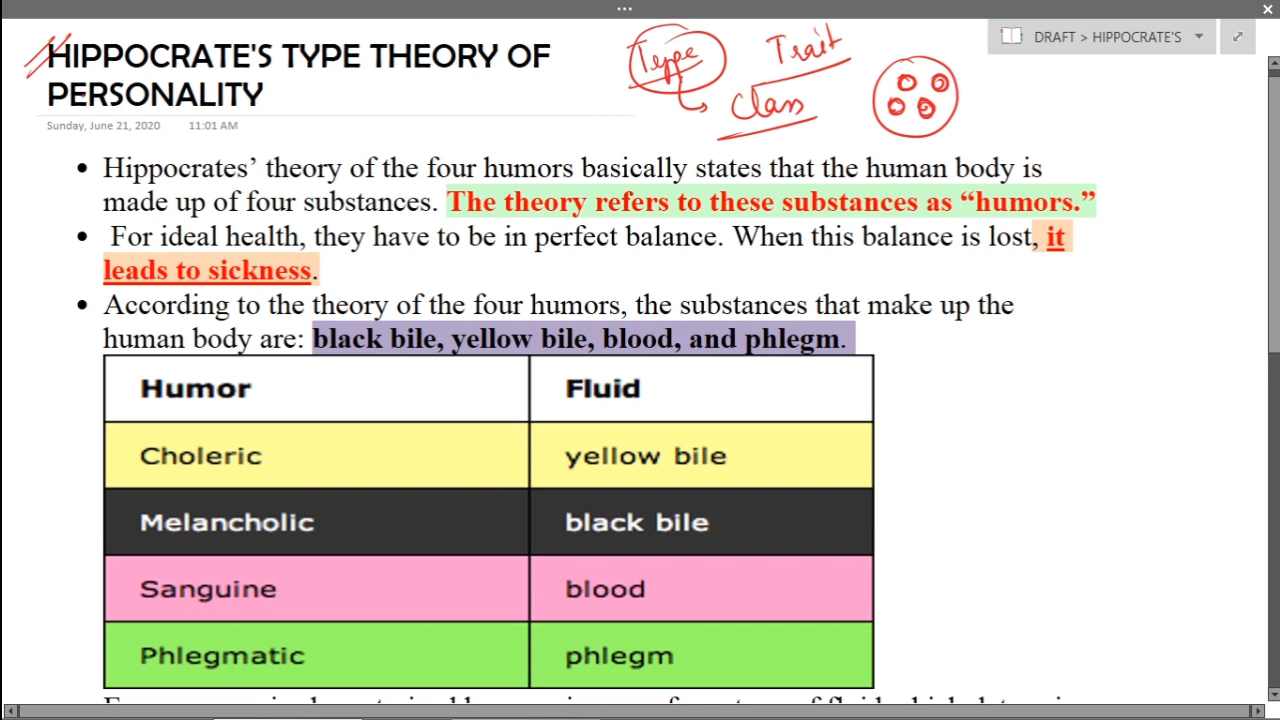 HIPPOCRATE'S TYPE THEORY OF
PERSONALITY
Sunday, June 21, 2020 11:01 AM
Type Trait
Class
DRAFT > HIPPOCRATE'S
• Hippocrates’ theory of the four humors basically states that the human body is
made up of four substances. The theory refers to these substances as “humors.”
• For ideal health, they have to be in perfect balance. When this balance is lost, it
leads to sickness.
• According to the theory of the four humors, the substances that make up the
human body are: black bile, yellow bile, blood, and phlegm.
Humor Fluid
Choleric yellow bile
Melancholic black bile
Sanguine blood
Phlegmatic phlegm